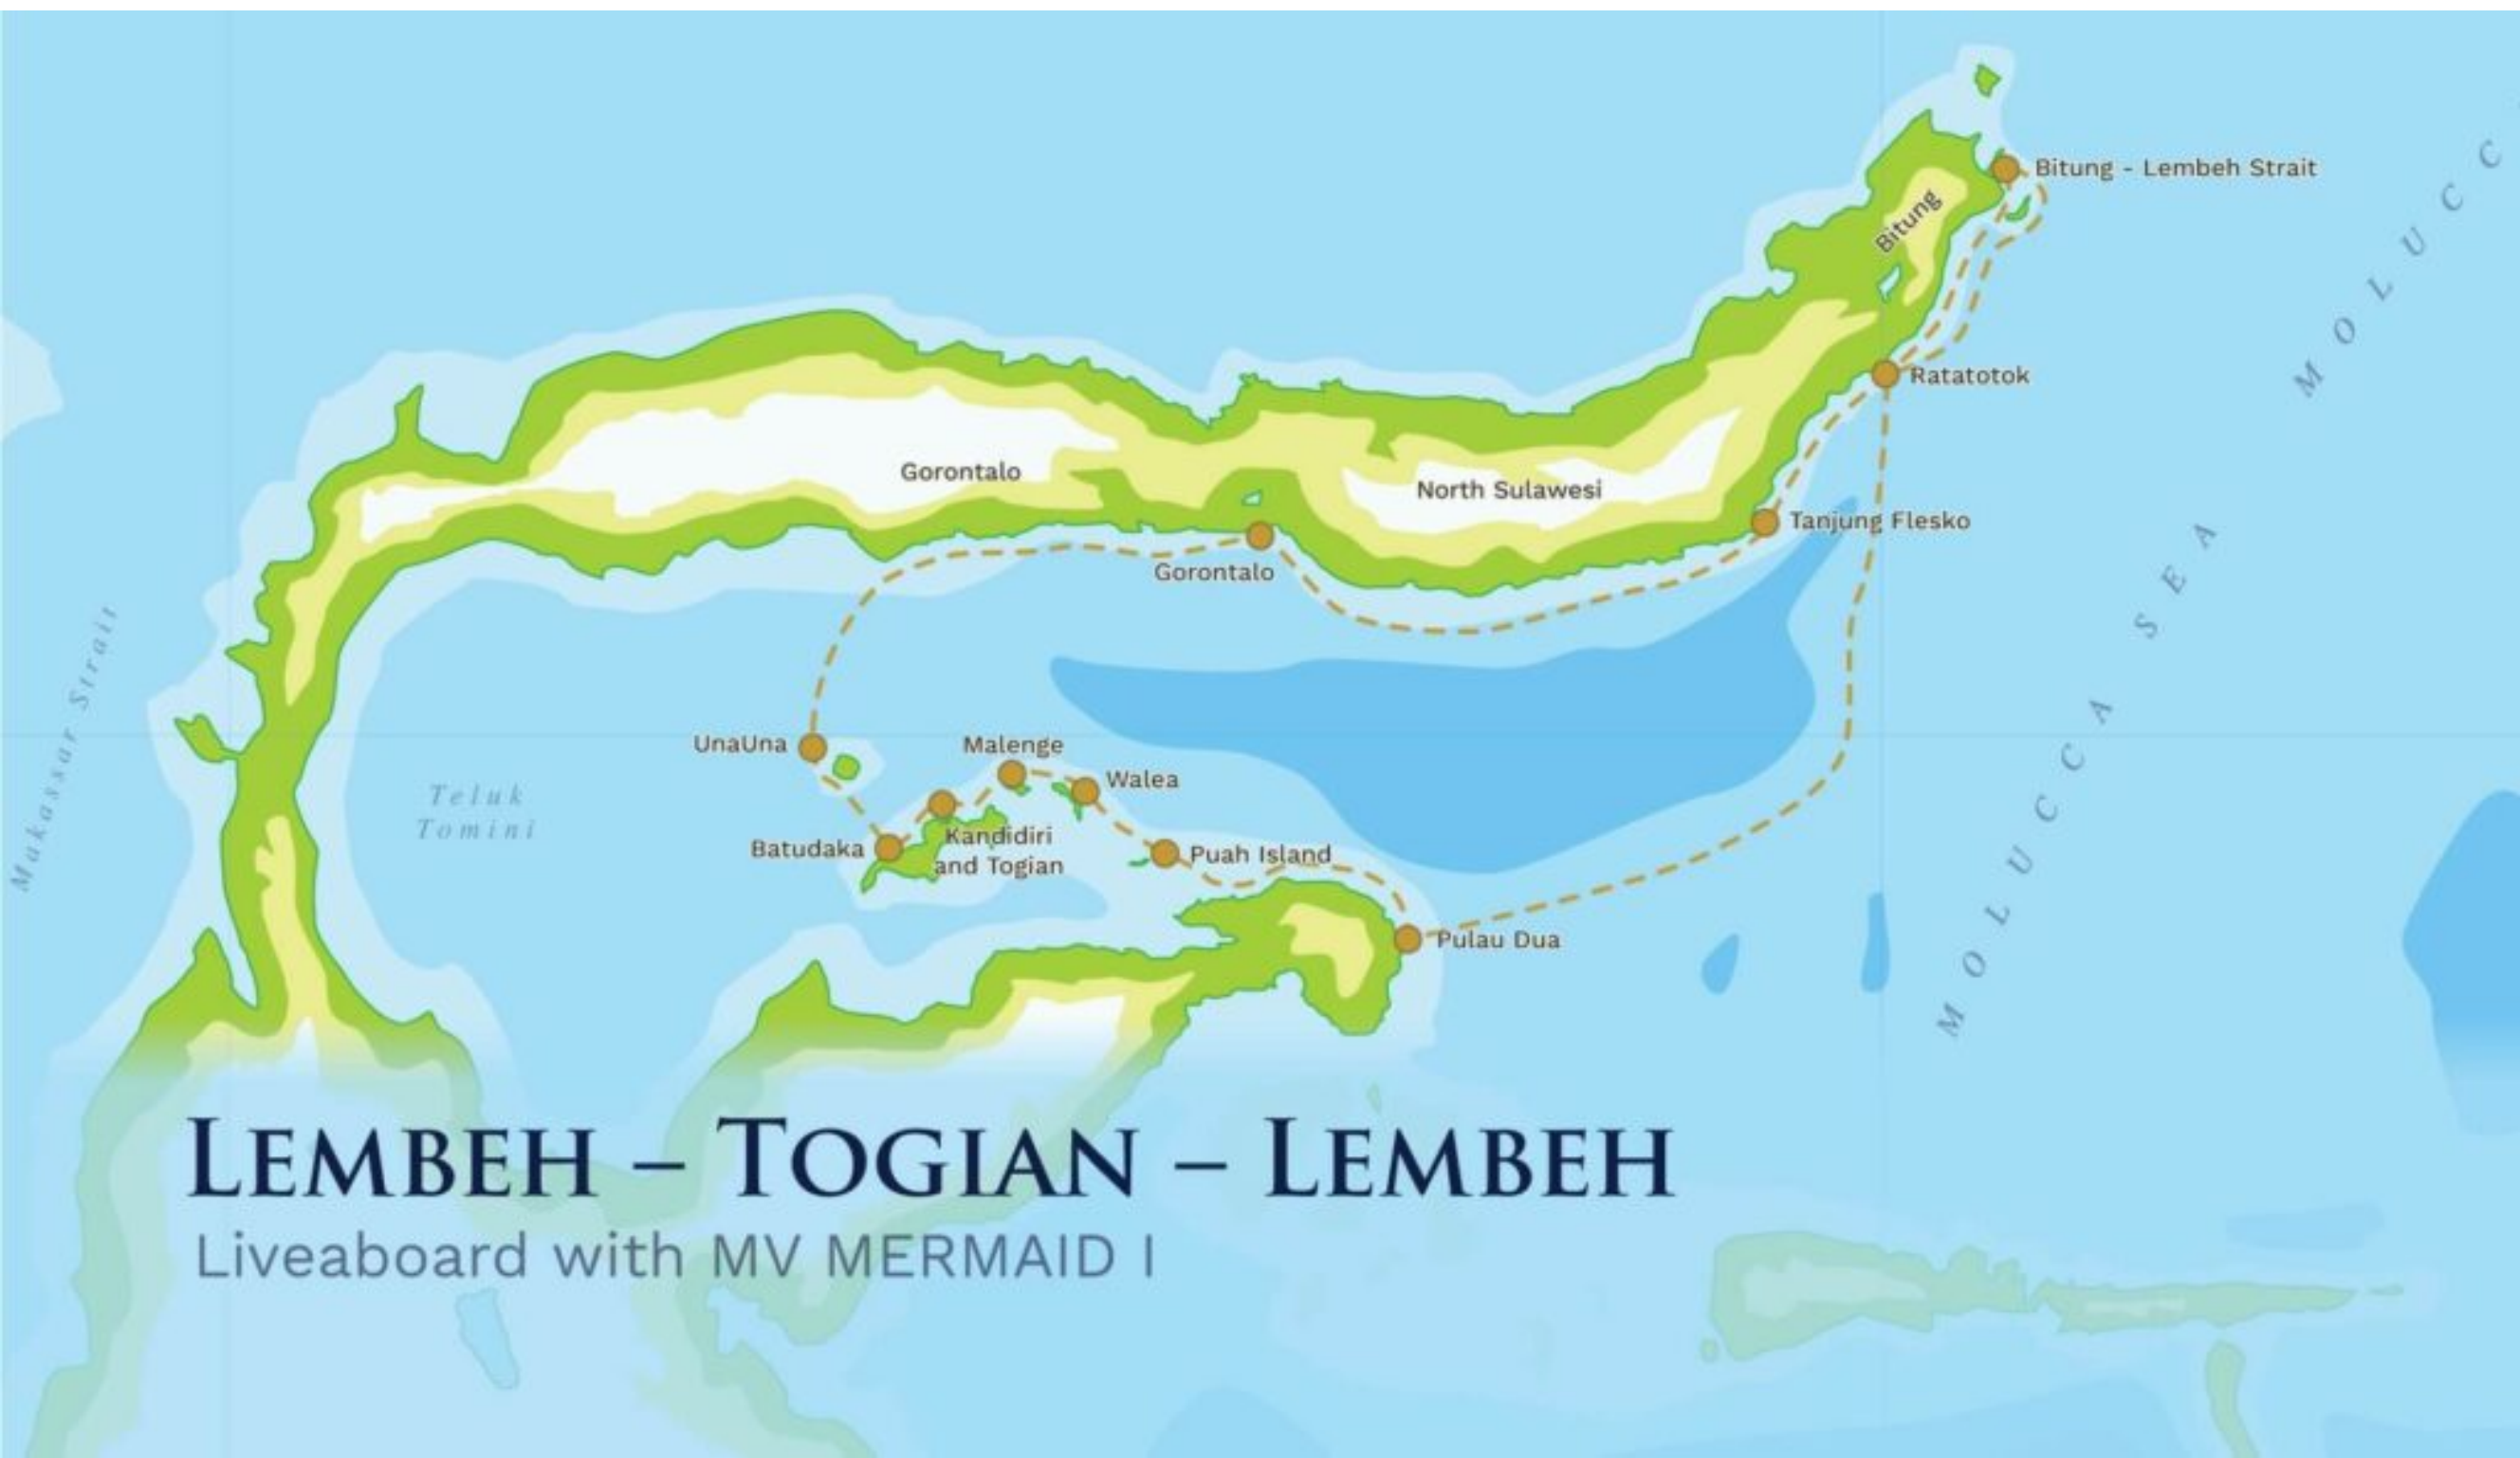 Bitung - Lembeh Strait
Bitung
MOLUCC
Ratatotok
Gorontalo
North Sulawesi
Tanjung Flesko
Gorontalo
Makassar Strait
MOLUCCA SEA
UnaUna
Malenge
Walea
Teluk
Tomini
Batudaka
Kandidiri
and Togian
Puah Island
Pulau Dua
LEMBEH – TOGIAN – LEMBEH
Liveaboard with MV MERMAID I